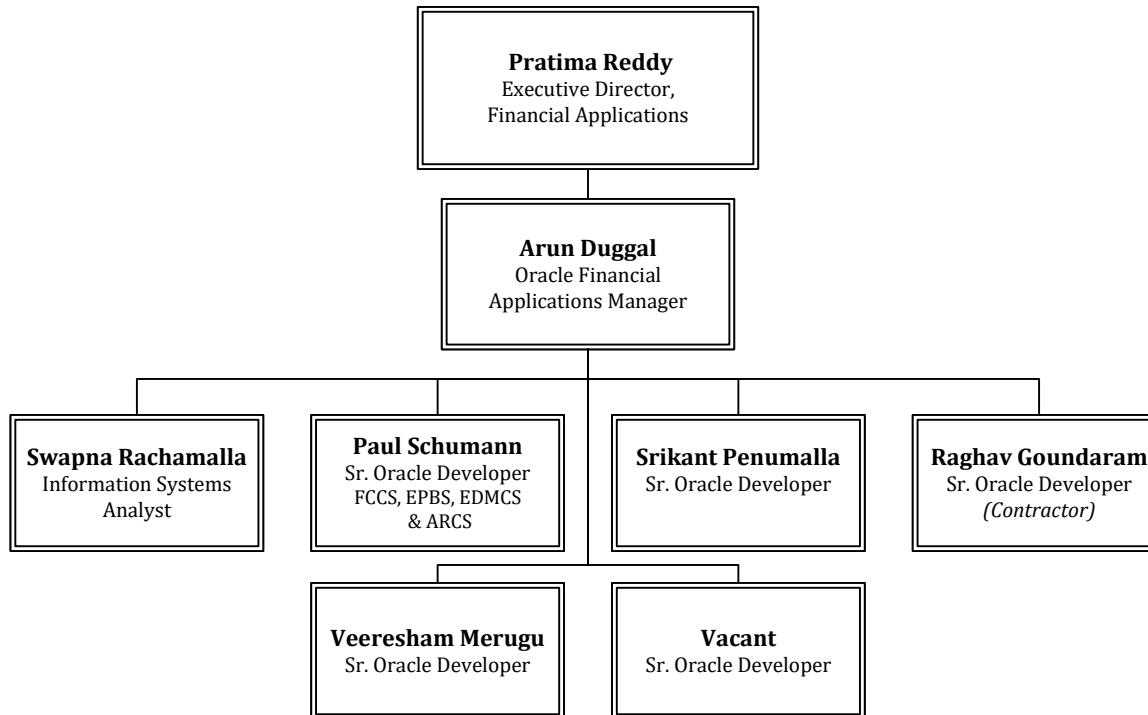 Pratima Reddy
Executive Director,
Financial Applications
Arun Duggal
Oracle Financial
Applications Manager
Swapna Rachamalla
Information Systems
Analyst
Paul Schumann
Sr. Oracle Developer
FCCS, EPBS, EDMCS
& ARCS
Srikant Penumalla
Sr. Oracle Developer
Raghav Goundaram
Sr. Oracle Developer
(Contractor)
Veeresham Merugu
Sr. Oracle Developer
Vacant
Sr. Oracle Developer